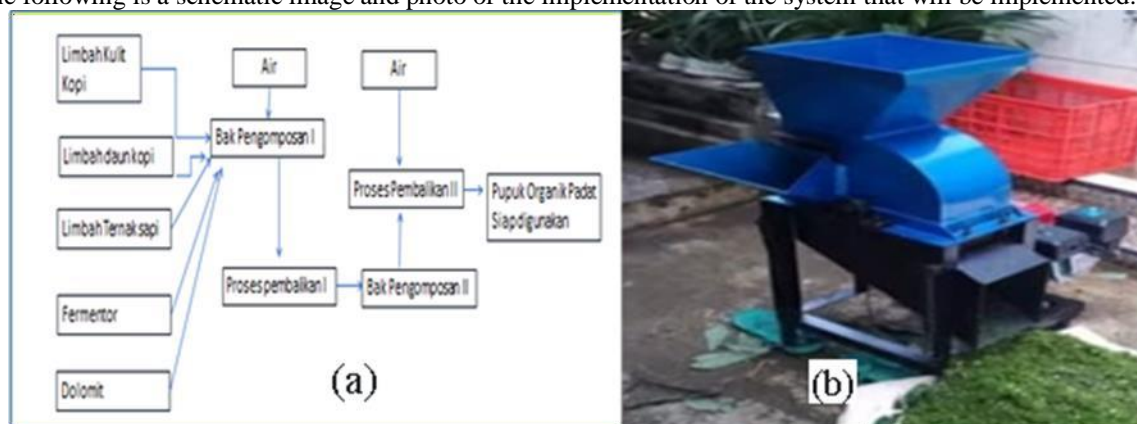 he following is a schematic image and photo of the implementation of the system that will be implemented.
Limbah Kulit
Kopi
Air
Air
Bak Pengomposan I
Limbah daun kopi
Proses Pembalikan II
Pupuk Organik Padat
Siap digunakan
Limbah Ternak sapi
Proses pembalikan I
Bak Pengomposan II
Fermentor
Dolomit
(a)
(b)